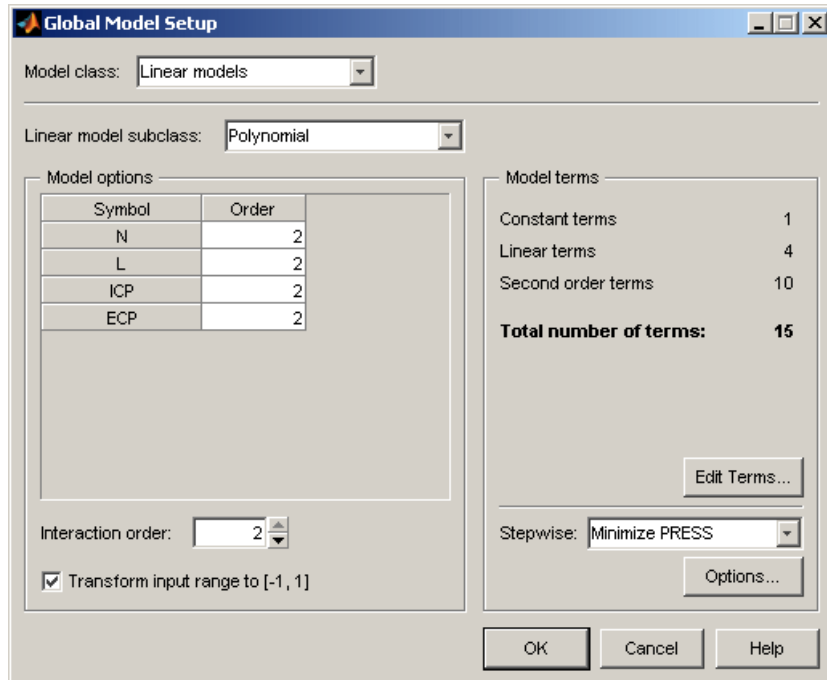 Global Model Setup
Model class: Linear models
Linear model subclass: Polynomial
Model options
Symbol Order
N 2
L 2
ICP 2
ECP 2
Interaction order: 2
Transform input range to [-1, 1]
Model terms
Constant terms 1
Linear terms 4
Second order terms 10
Total number of terms: 15
Edit Terms...
Stepwise: Minimize PRESS
Options...
OK Cancel Help